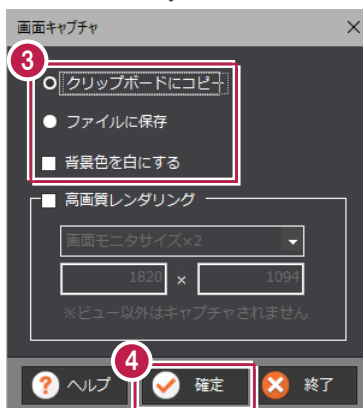 画面キャプチャ
3
クリップボードにコピー
ファイルに保存
背景色を白にする
高画質レンダリング
画面モニタサイズ×2
1820 × 1094
※ビュー以外はキャプチャされません
4
? ヘルプ 確定 終了